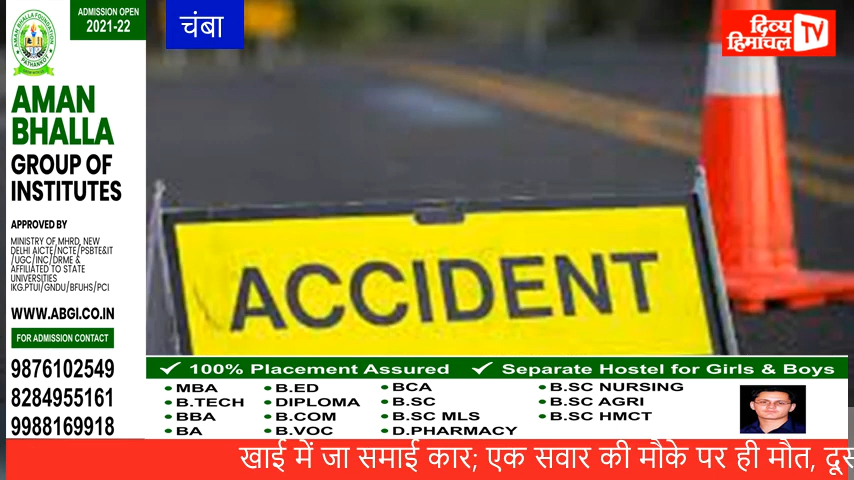 ADMISSION OPEN
2021-22
AMAN BHALLA FOUNDATION
PATHANKOT
AMAN
BHALLA
GROUP OF
INSTITUTES
APPROVED BY
MINISTRY OF MHRD, NEW
DELHI AICTE/NCTE/PSBTE&IT
/UGC/INC/DRME &
AFFILIATED TO STATE
UNIVERSITIES
IKG.PTUI/GNDU/BFUHS/PCI
WWW.ABGI.CO.IN
FOR ADMISSION CONTACT
9876102549
8284955161
9988169918
चंबा
दिव्य
हिमाचल TV
ACCIDENT
✓ 100% Placement Assured ✓ Separate Hostel for Girls & Boys
• MBA • B.ED • BCA • B.SC NURSING
• B.TECH • DIPLOMA • B.SC • B.SC AGRI
• BBA • B.COM • B.SC MLS • B.SC HMCT
• BA • B.VOC • D.PHARMACY
खाई में जा समाई कार; एक सवार की मौके पर ही मौत,